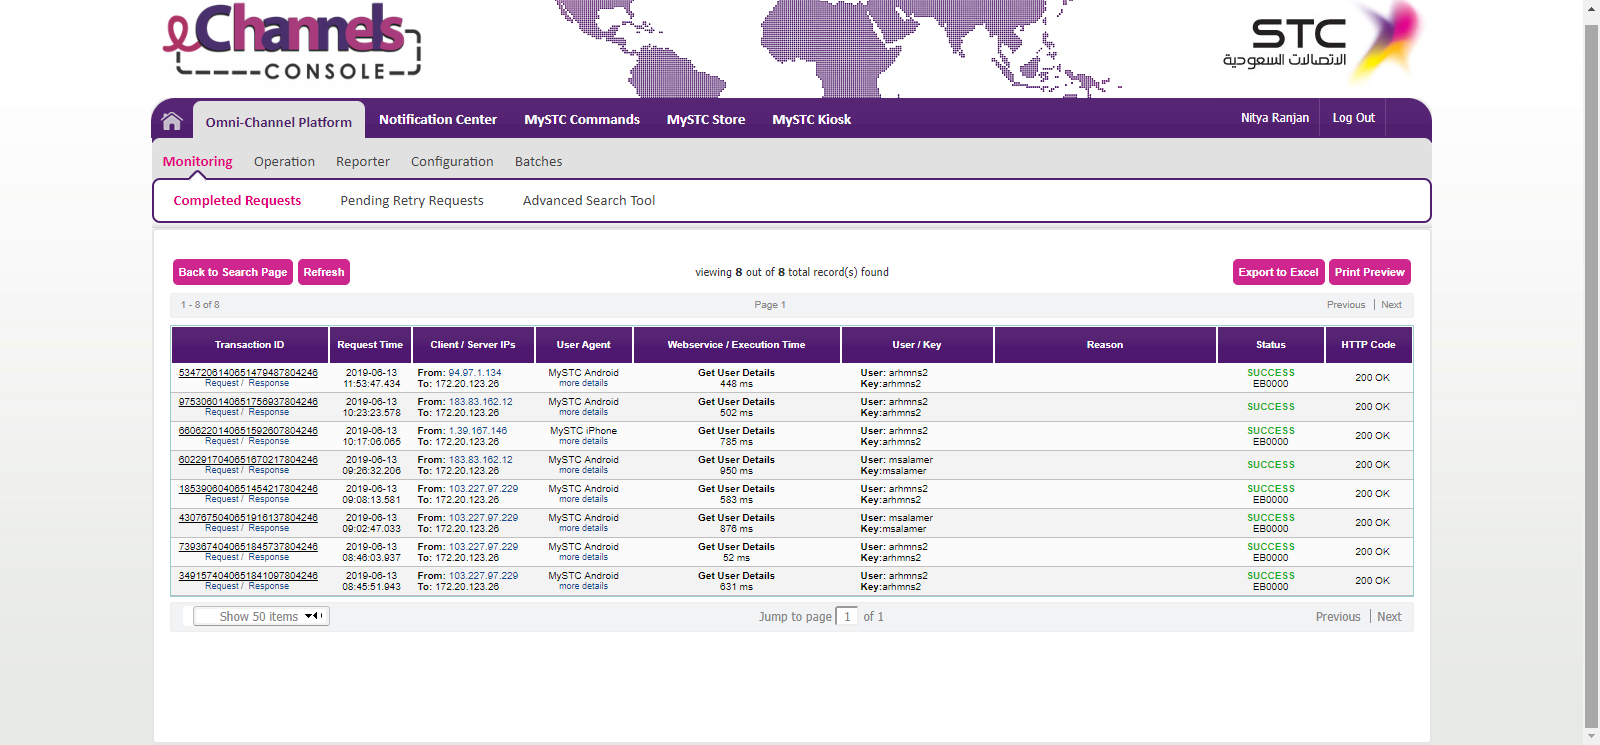 eChannels
CONSOLE
STC
الاتصالات السعودية
Omni-Channel Platform Notification Center MySTC Commands MySTC Store MySTC Kiosk Nitya Ranjan Log Out
Monitoring Operation Reporter Configuration Batches
Completed Requests Pending Retry Requests Advanced Search Tool
Back to Search Page Refresh viewing 8 out of 8 total record(s) found Export to Excel Print Preview
1 - 8 of 8 Page 1 Previous | Next
Transaction ID Request Time Client / Server IPs User Agent Webservice / Execution Time User / Key Reason Status HTTP Code
5347206140651479487804246 2019-06-13 From: 94.97.1.134 MySTC Android Get User Details User: arhmns2 SUCCESS 200 OK
Request / Response 11:53:47.434 To: 172.20.123.26 more details 448 ms Key:arhmns2 EB0000
9753060140651756937804246 2019-06-13 From: 183.83.162.12 MySTC Android Get User Details User: arhmns2 SUCCESS 200 OK
Request / Response 10:23:23.578 To: 172.20.123.26 more details 502 ms Key:arhmns2
6606220140651592607804246 2019-06-13 From: 1.39.167.146 MySTC iPhone Get User Details User: arhmns2 SUCCESS 200 OK
Request / Response 10:17:06.065 To: 172.20.123.26 more details 785 ms Key:arhmns2 EB0000
6022917040651670217804246 2019-06-13 From: 183.83.162.12 MySTC Android Get User Details User: msalamer SUCCESS 200 OK
Request / Response 09:26:32.206 To: 172.20.123.26 more details 950 ms Key:msalamer
1853906040651454217804246 2019-06-13 From: 103.227.97.229 MySTC Android Get User Details User: arhmns2 SUCCESS 200 OK
Request / Response 09:08:13.581 To: 172.20.123.26 more details 583 ms Key:arhmns2 EB0000
4307675040651916137804246 2019-06-13 From: 103.227.97.229 MySTC Android Get User Details User: msalamer SUCCESS 200 OK
Request / Response 09:02:47.033 To: 172.20.123.26 more details 876 ms Key:msalamer EB0000
7393674040651845737804246 2019-06-13 From: 103.227.97.229 MySTC Android Get User Details User: arhmns2 SUCCESS 200 OK
Request / Response 08:46:03.937 To: 172.20.123.26 more details 52 ms Key:arhmns2 EB0000
3491574040651841097804246 2019-06-13 From: 103.227.97.229 MySTC Android Get User Details User: arhmns2 SUCCESS 200 OK
Request / Response 08:45:51.943 To: 172.20.123.26 more details 631 ms Key:arhmns2 EB0000
Show 50 items Jump to page 1 of 1 Previous | Next